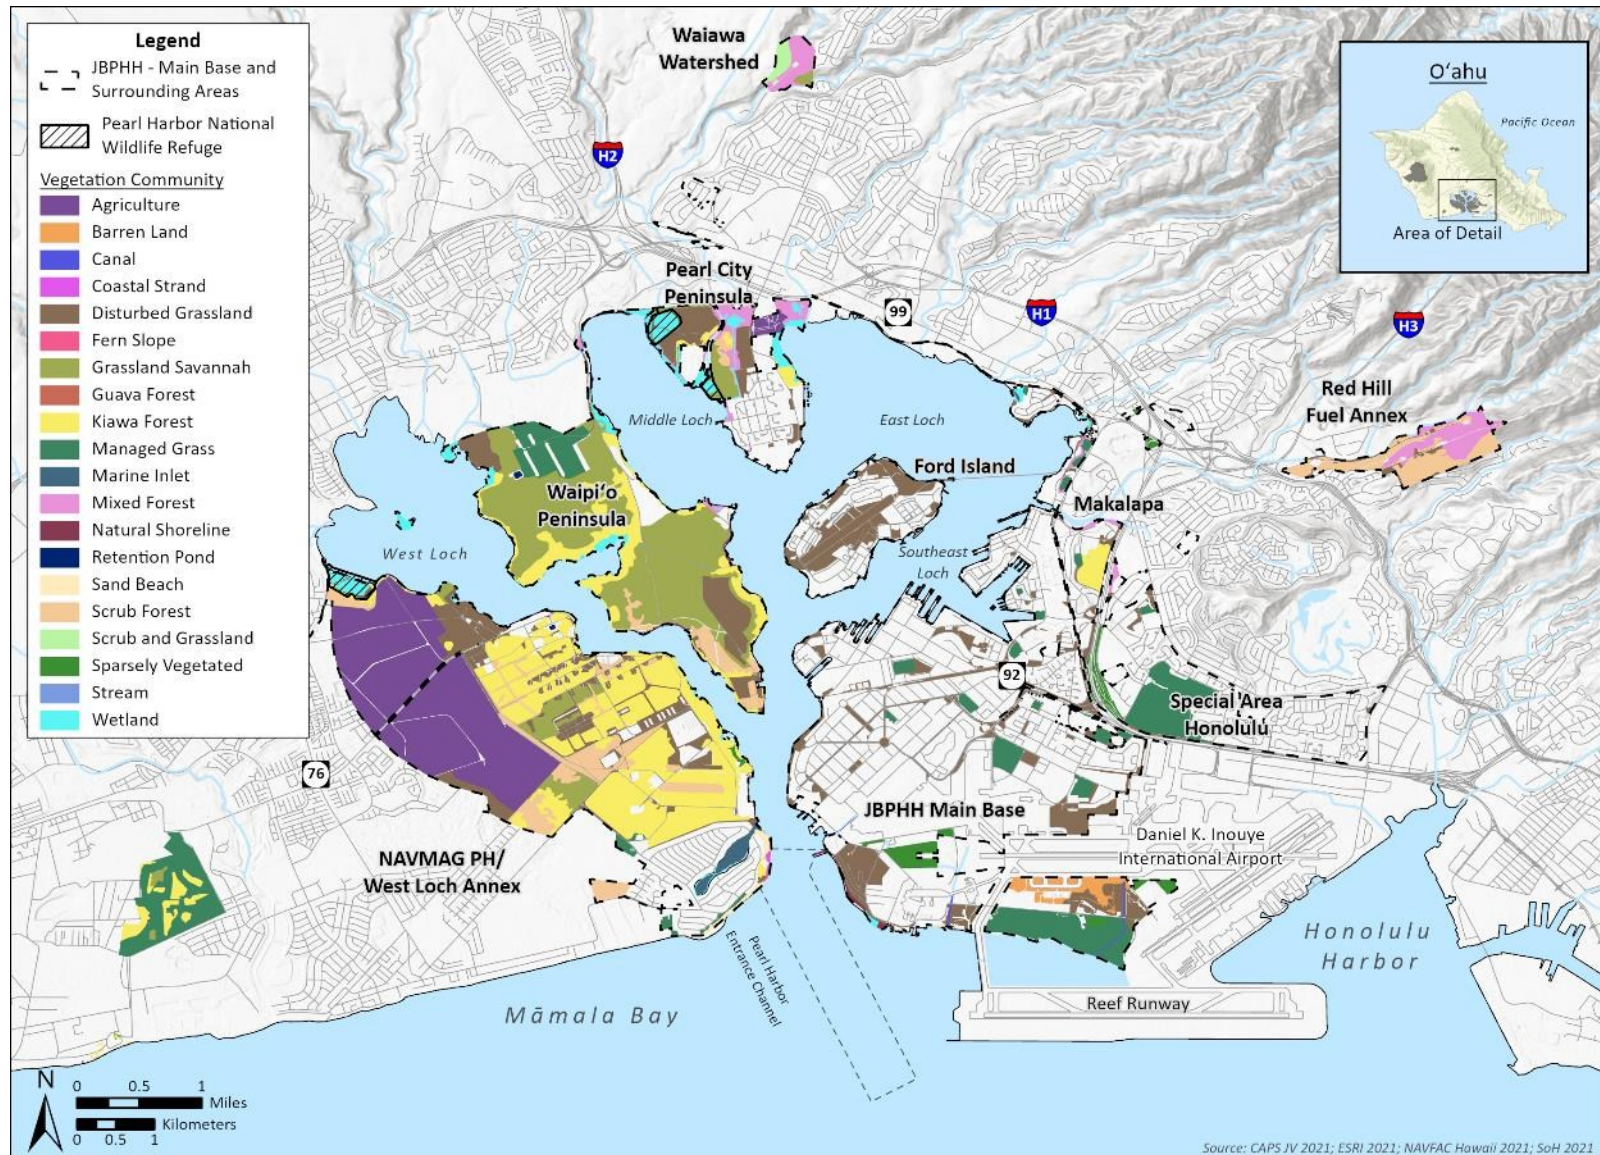 Legend
JBPHH - Main Base and
Surrounding Areas
Pearl Harbor National
Wildlife Refuge
Vegetation Community
Agriculture
Barren Land
Canal
Coastal Strand
Disturbed Grassland
Fern Slope
Grassland Savannah
Guava Forest
Kiawa Forest
Managed Grass
Marine Inlet
Mixed Forest
Natural Shoreline
Retention Pond
Sand Beach
Scrub Forest
Scrub and Grassland
Sparsely Vegetated
Stream
Wetland
Waiawa
Watershed
H2
Oʻahu
Pacific Ocean
Area of Detail
Pearl City
Peninsula
99
H1
H3
Red Hill
Fuel Annex
Middle Loch
East Loch
Ford Island
Waipiʻo
Peninsula
Makalapa
West Loch
Southeast
Loch
92
Special Area
Honolulu
76
JBPHH Main Base
Daniel K. Inouye
International Airport
NAVMAG PH/
West Loch Annex
Pearl Harbor
Entrance Channel
Honolulu
Harbor
Reef Runway
Māmala Bay
N
0 0.5 1
Miles
Kilometers
0 0.5 1
Source: CAPS JV 2021; ESRI 2021; NAVFAC Hawaii 2021; SoH 2021